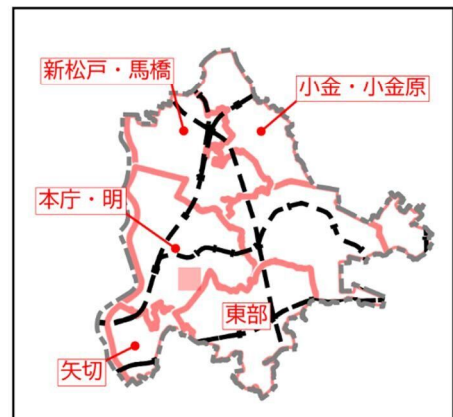 新松戸・馬橋
小金・小金原
本庁・明
東部
矢切